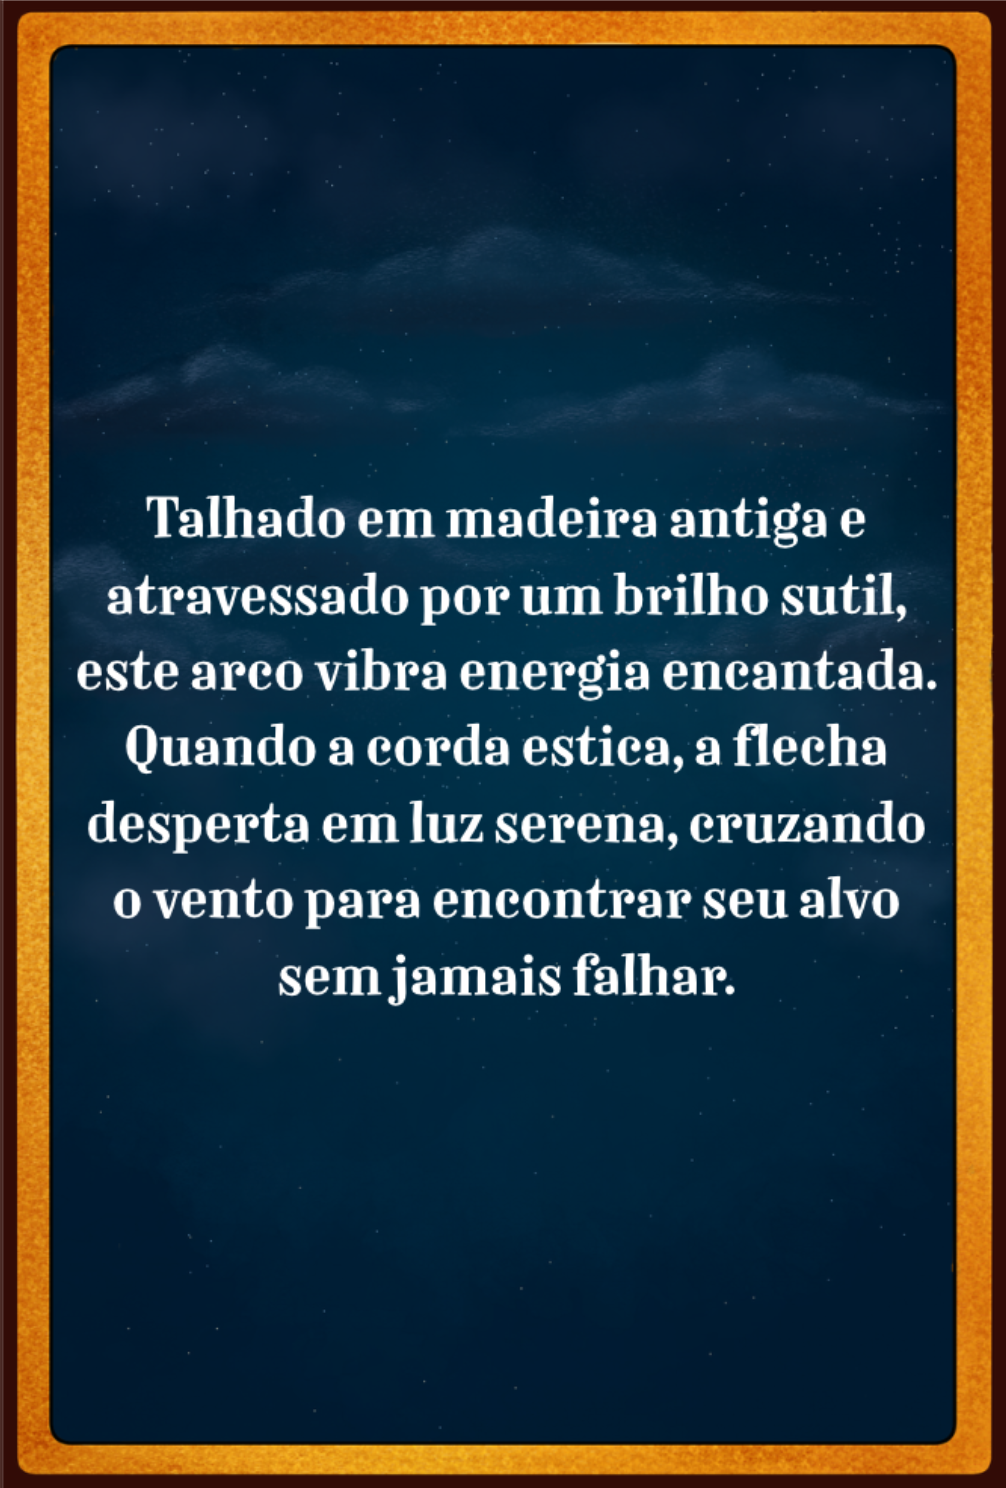 Talhado em madeira antiga e
atravessado por um brilho sutil,
este arco vibra energia encantada.
Quando a corda estica, a flecha
desperta em luz serena, cruzando
o vento para encontrar seu alvo
sem jamais falhar.